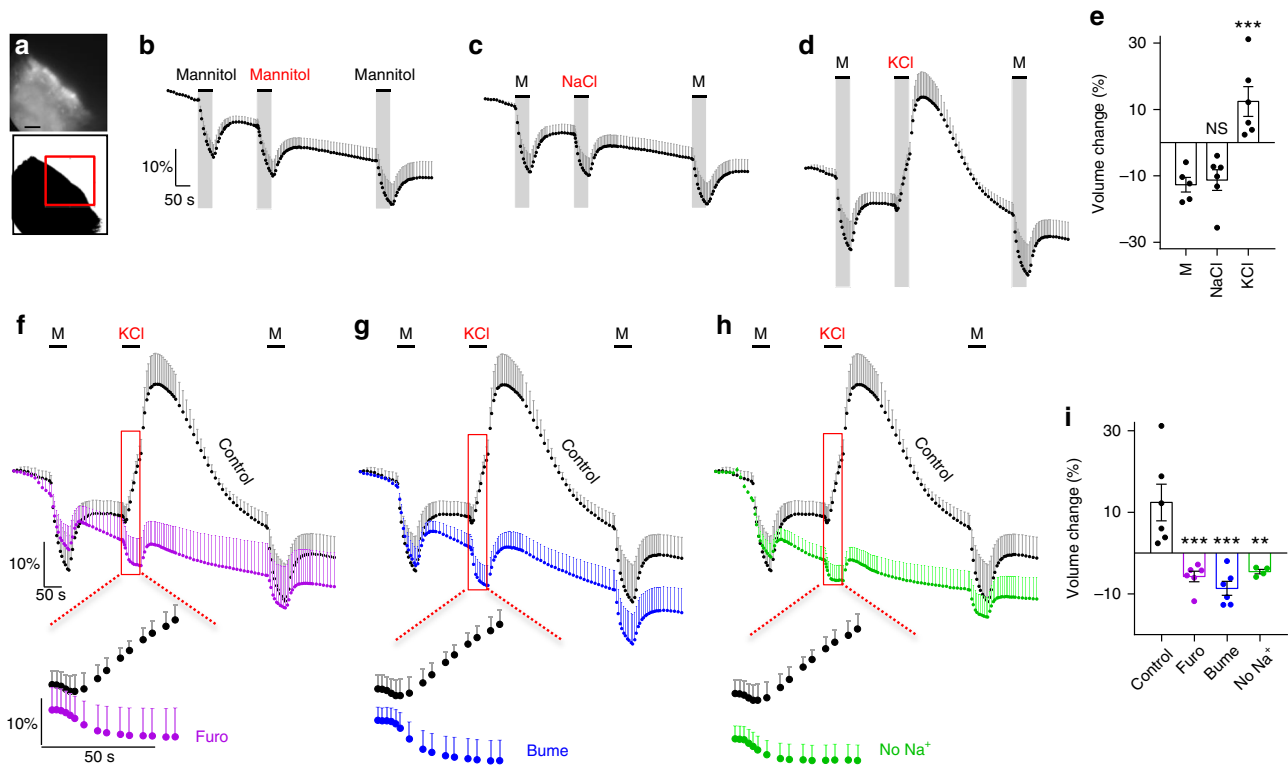 a
b
Mannitol Mannitol Mannitol
10%
50 s
c
M NaCl M
d
M KCl M
e
***
NS
Volume change (%)
30
10
−10
−30
M
NaCl
KCl
f
M KCl M
Control
10%
50 s
10%
50 s
Furo
g
M KCl M
Control
Bume
h
M KCl M
Control
No Na⁺
i
Volume change (%)
30
10
−10
*** *** **
Control
Furo
Bume
No Na⁺